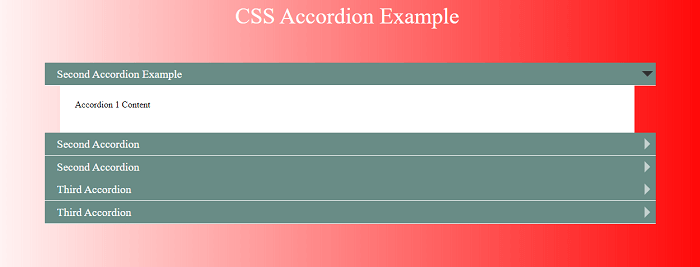 CSS Accordion Example
Second Accordion Example
Accordion 1 Content
Second Accordion
Second Accordion
Third Accordion
Third Accordion